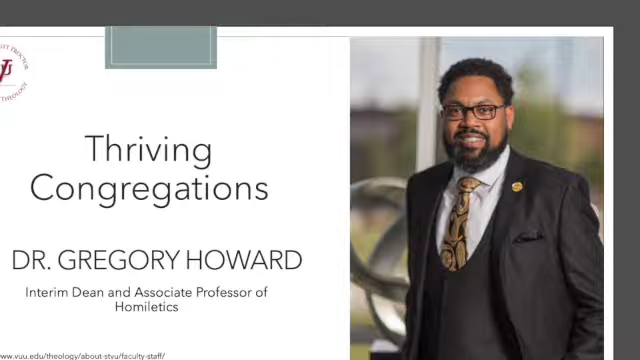 Thriving
Congregations
DR. GREGORY HOWARD
Interim Dean and Associate Professor of
Homiletics
ww.vuu.edu/theology/about-stvu/faculty-staff/